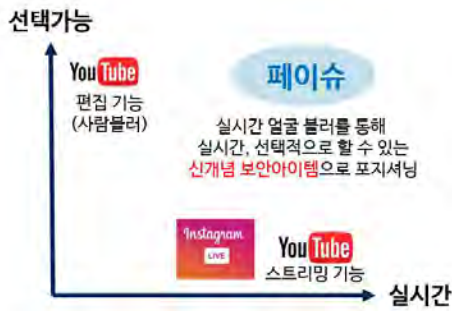 선택가능
YouTube
편집 기능
(사람블러)
페이슈
실시간 얼굴 블러를 통해
실시간, 선택적으로 할 수 있는
신개념 보안아이템으로 포지셔닝
Instagram
LIVE
YouTube
스트리밍 기능
실시간